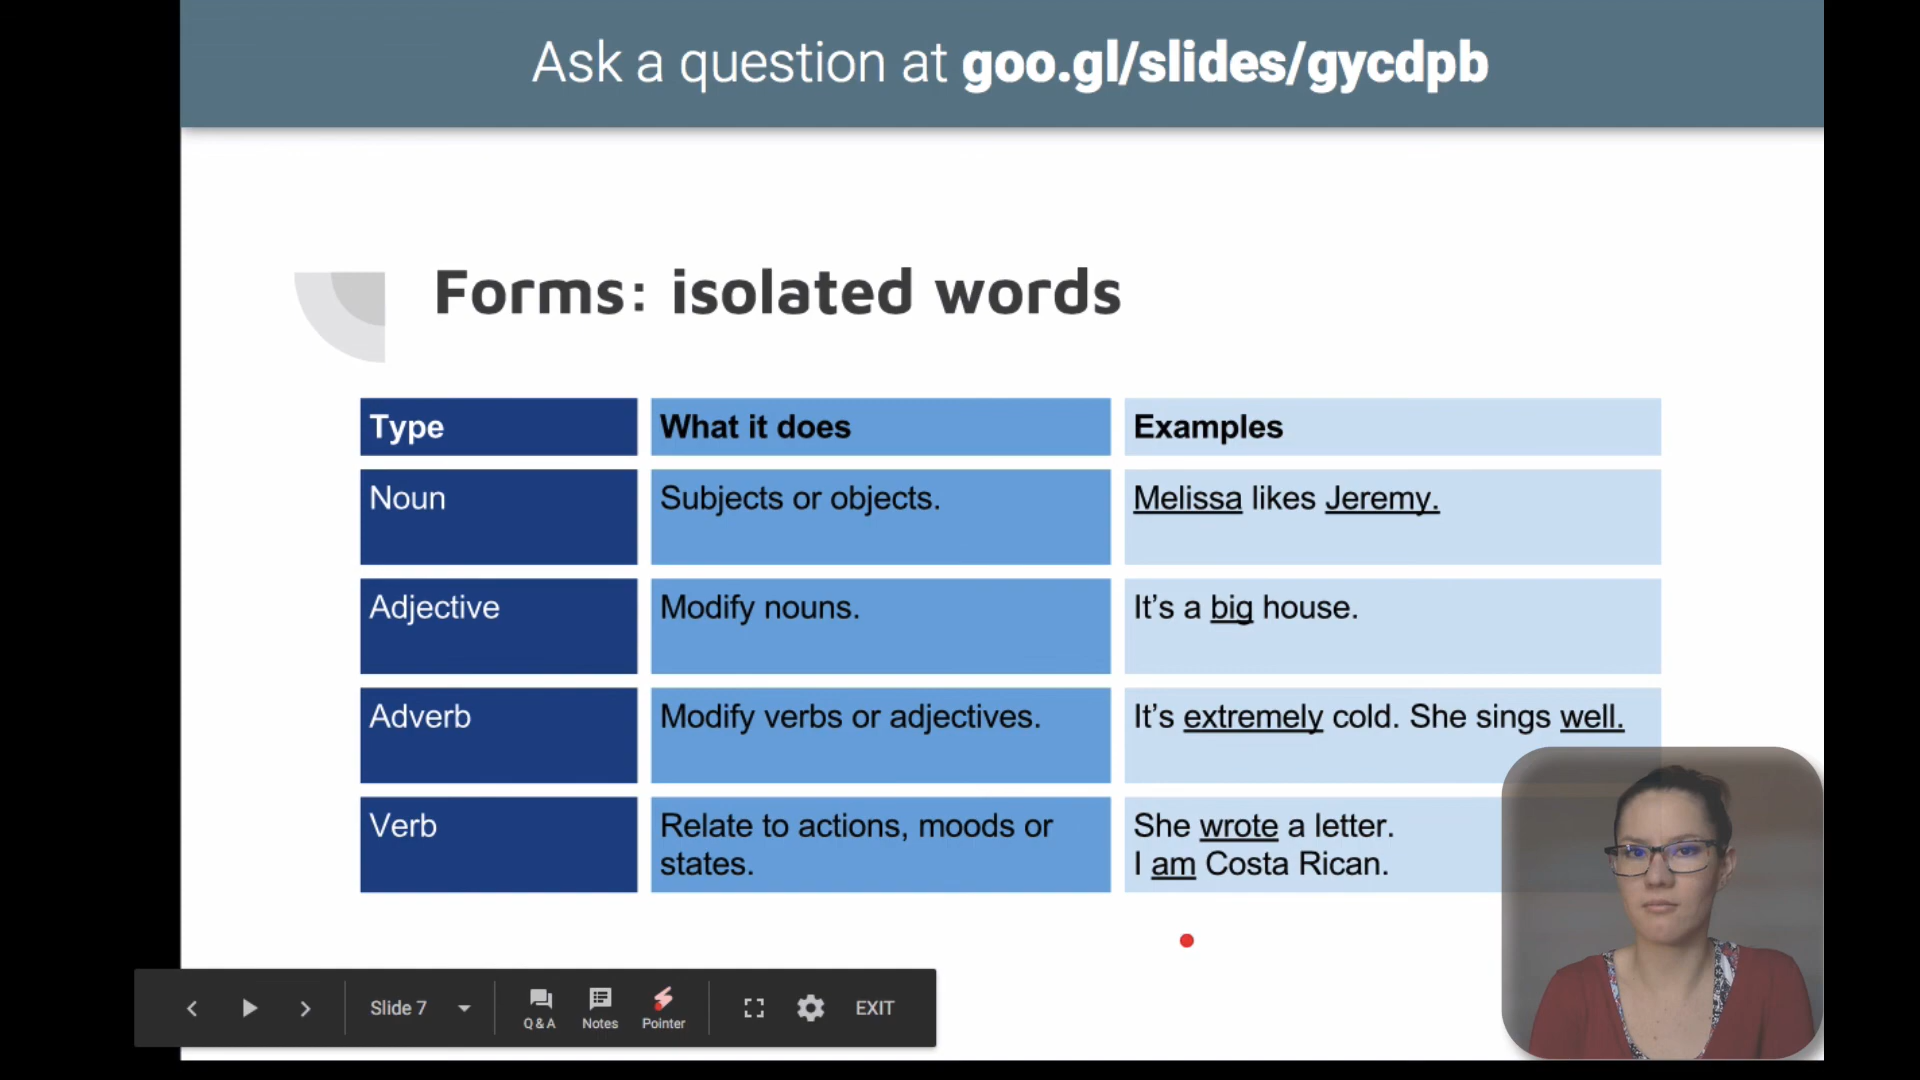 Ask a question at goo.gl/slides/gycdpb
Forms: isolated words
Type What it does Examples
Noun Subjects or objects. Melissa likes Jeremy.
Adjective Modify nouns. It's a big house.
Adverb Modify verbs or adjectives. It's extremely cold. She sings well.
Verb Relate to actions, moods or She wrote a letter.
states. I am Costa Rican.
Slide 7 Q & A Notes Pointer EXIT